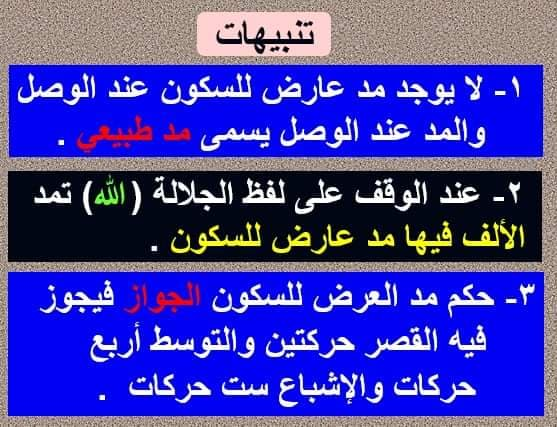 تنبيهات
١- لا يوجد مد عارض للسكون عند الوصل
والمد عند الوصل يسمى مد طبيعي .
٢- عند الوقف على لفظ الجلالة (الله) تمد
الألف فيها مد عارض للسكون .
٣- حكم مد العرض للسكون الجواز فيجوز
فيه القصر حركتين والتوسط أربع
حركات والإشباع ست حركات .